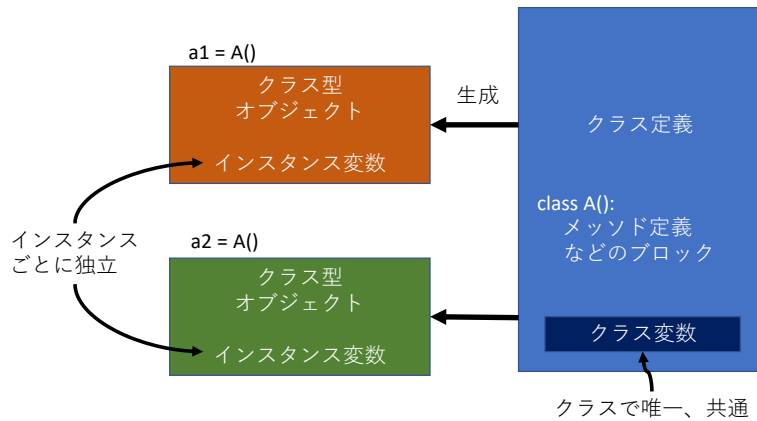 a1 = A()
クラス型
オブジェクト
インスタンス変数
生成
クラス定義
class A():
メッソド定義
などのブロック
インスタンス
ごとに独立
a2 = A()
クラス型
オブジェクト
インスタンス変数
クラス変数
クラスで唯一、共通